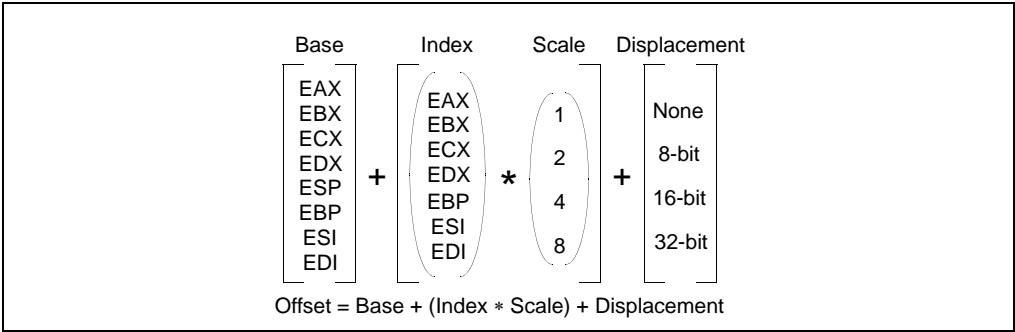 Base Index Scale Displacement
EAX
EBX
ECX
EDX
ESP
EBP
ESI
EDI
+
EAX
EBX
ECX
EDX
EBP
ESI
EDI
*
1
2
4
8
+
None
8-bit
16-bit
32-bit
Offset = Base + (Index * Scale) + Displacement